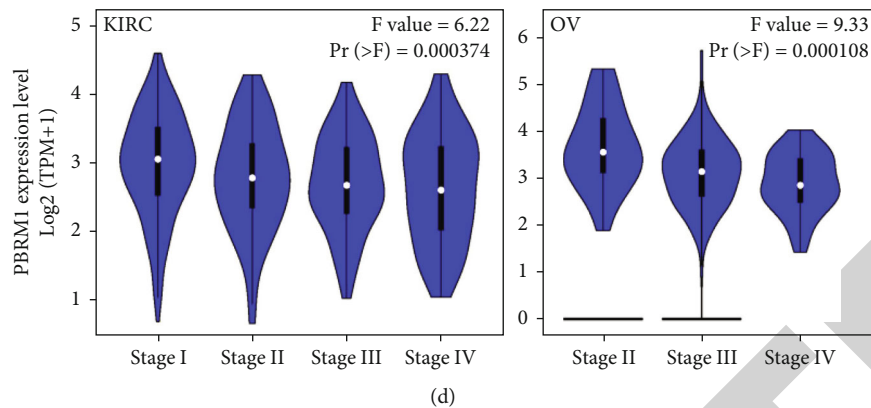 KIRC
F value = 6.22
Pr (>F) = 0.000374
OV
F value = 9.33
Pr (>F) = 0.000108
PBRM1 expression level
Log2 (TPM+1)
5
4
3
2
1
6
5
4
3
2
1
0
Stage I Stage II Stage III Stage IV
Stage II Stage III Stage IV
(d)